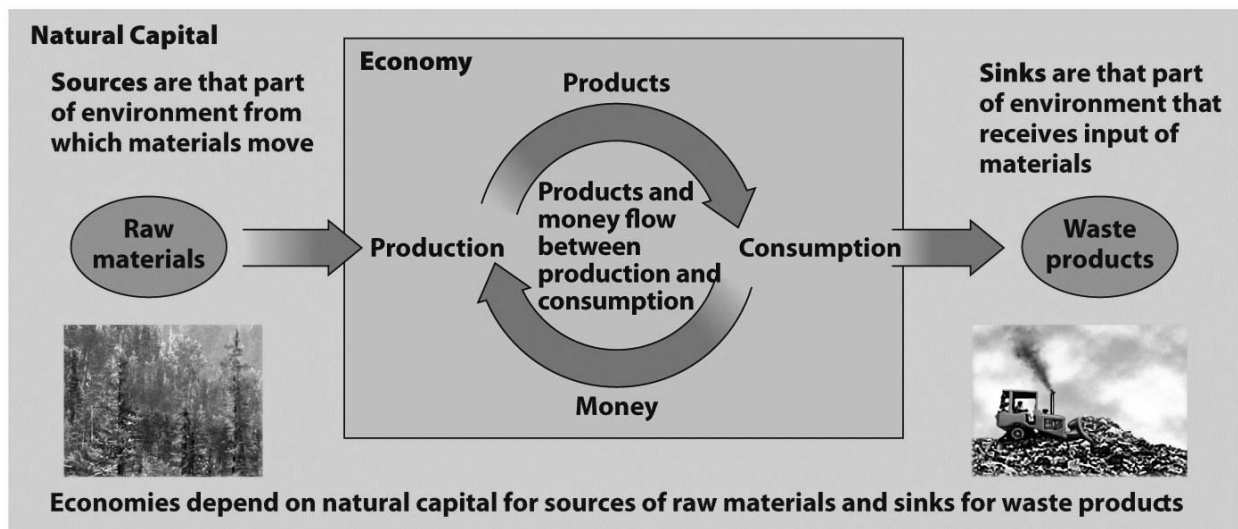 Natural Capital
Sources are that part
of environment from
which materials move
Raw
materials
Economy
Products
Production
Products and
money flow
between
production and
consumption
Consumption
Money
Sinks are that part
of environment that
receives input of
materials
Waste
products
Economies depend on natural capital for sources of raw materials and sinks for waste products